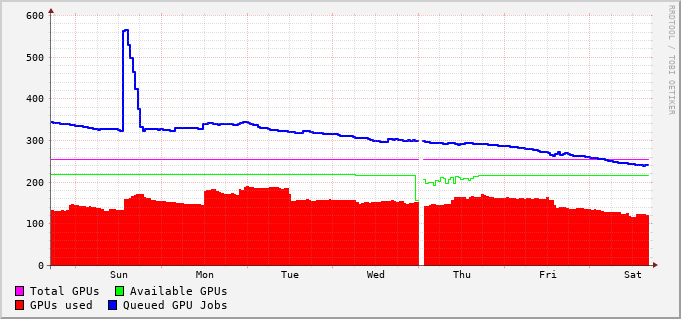 600
500
400
300
200
100
0
Sun Mon Tue Wed Thu Fri Sat
Total GPUs Available GPUs
GPUs used Queued GPU Jobs
RRDTOOL / TOBI OETIKER